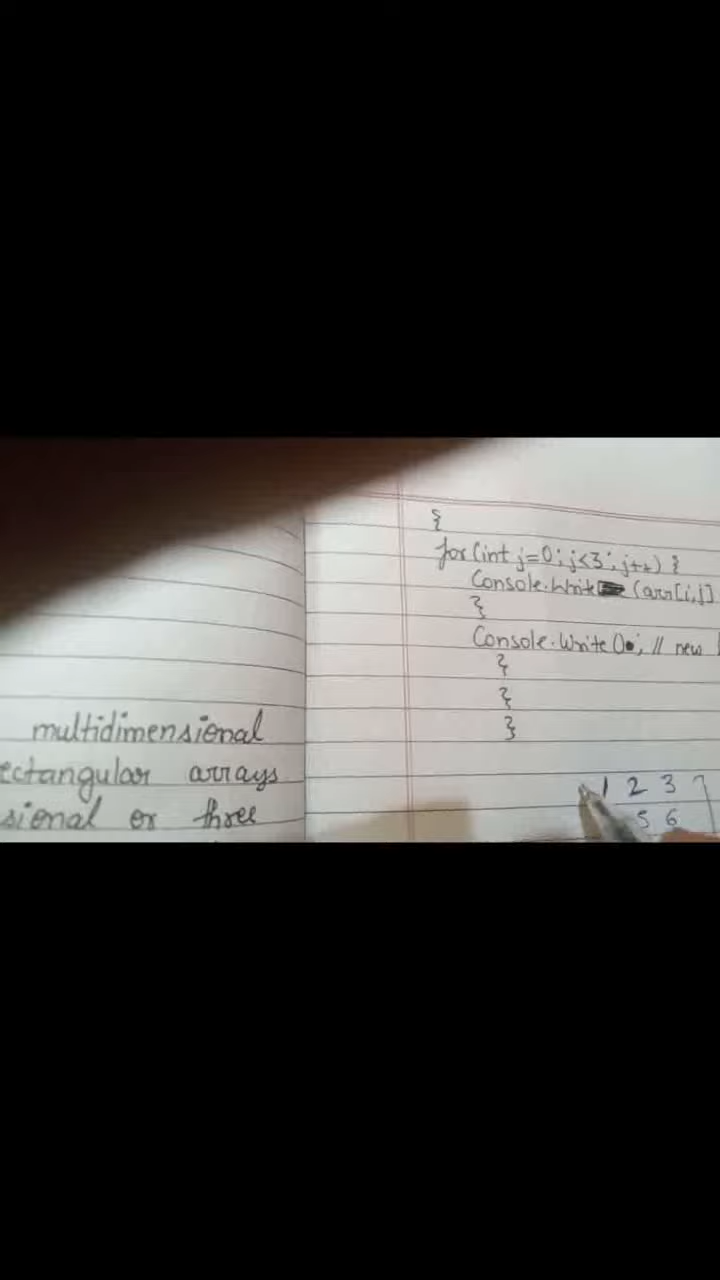 multidimensional
ectangular arrays
sional or three
{
for(int j=0; j<3; j++) {
Console.Write (arr[i,j]
}
Console.Write(); // new
}
}
}
1 2 3
5 6